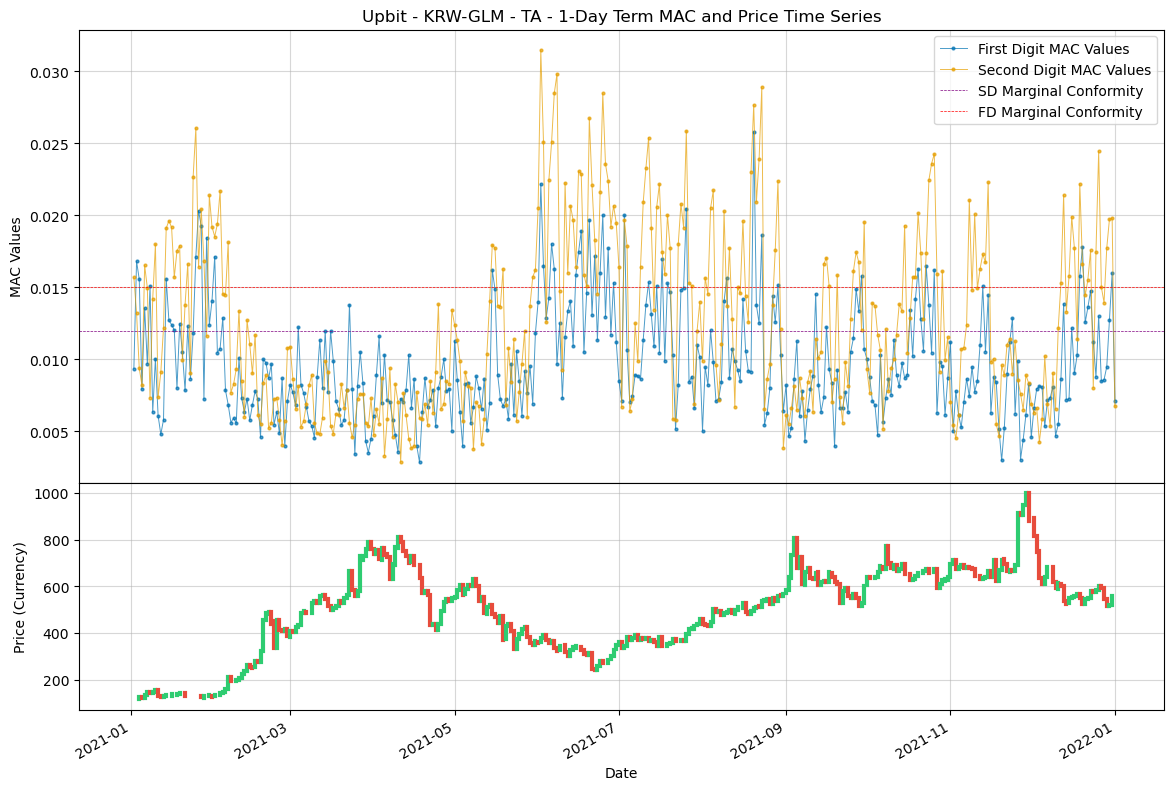 Upbit - KRW-GLM - TA - 1-Day Term MAC and Price Time Series
First Digit MAC Values
Second Digit MAC Values
SD Marginal Conformity
FD Marginal Conformity
MAC Values
0.030
0.025
0.020
0.015
0.010
0.005
Price (Currency)
1000
800
600
400
200
2021-01
2021-03
2021-05
2021-07
2021-09
2021-11
2022-01
Date